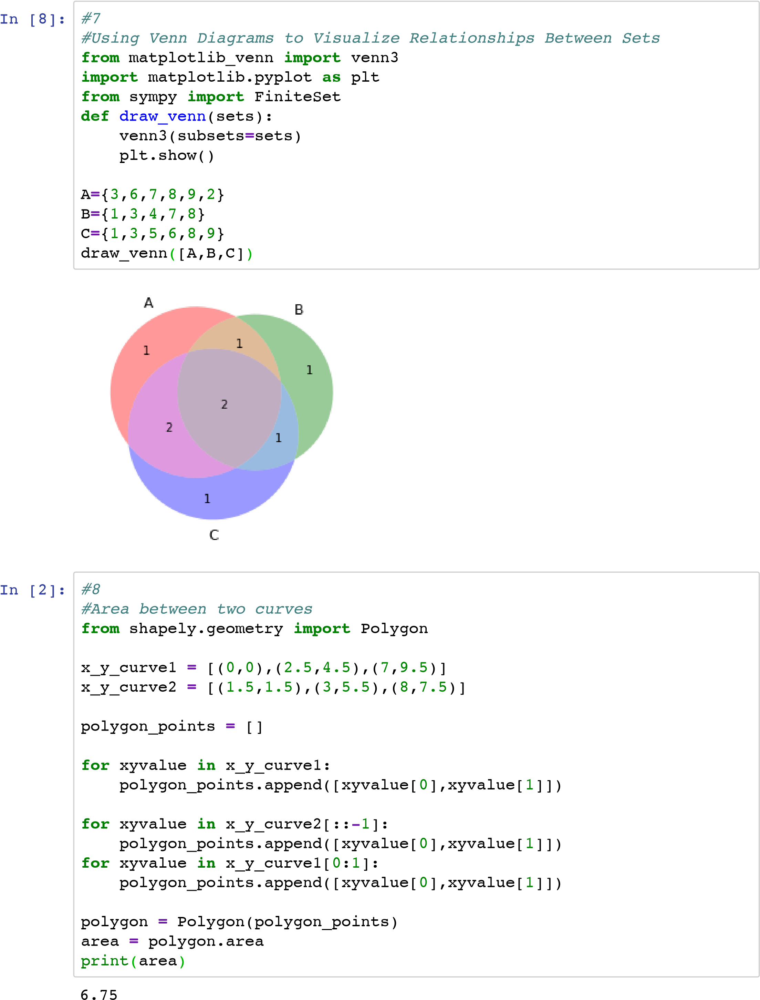 In [8]:
#7
#Using Venn Diagrams to Visualize Relationships Between Sets
from matplotlib_venn import venn3
import matplotlib.pyplot as plt
from sympy import FiniteSet
def draw_venn(sets):
    venn3(subsets=sets)
    plt.show()

A={3,6,7,8,9,2}
B={1,3,4,7,8}
C={1,3,5,6,8,9}
draw_venn([A,B,C])
A
B
1
1
1
2
2
1
1
C
In [2]:
#8
#Area between two curves
from shapely.geometry import Polygon

x_y_curve1 = [(0,0),(2.5,4.5),(7,9.5)]
x_y_curve2 = [(1.5,1.5),(3,5.5),(8,7.5)]

polygon_points = []

for xyvalue in x_y_curve1:
    polygon_points.append([xyvalue[0],xyvalue[1]])

for xyvalue in x_y_curve2[::-1]:
    polygon_points.append([xyvalue[0],xyvalue[1]])
for xyvalue in x_y_curve1[0:1]:
    polygon_points.append([xyvalue[0],xyvalue[1]])

polygon = Polygon(polygon_points)
area = polygon.area
print(area)
6.75